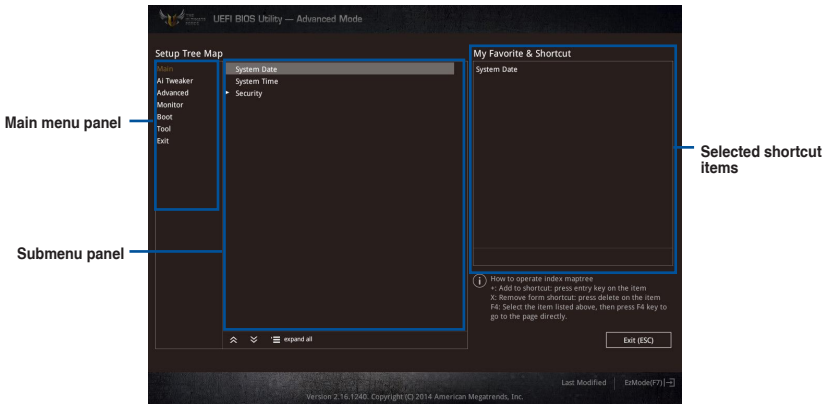 UEFI BIOS Utility — Advanced Mode
Setup Tree Map
Main
Ai Tweaker
Advanced
Monitor
Boot
Tool
Exit
System Date
System Time
Security
expand all
My Favorite & Shortcut
System Date
How to operate index maptree
+: Add to shortcut: press entry key on the item
X: Remove form shortcut: press delete on the item
F4: Select the item listed above, then press F4 key to
go to the page directly.
Exit (ESC)
Last Modified
EzMode(F7)
Version 2.16.1240. Copyright (C) 2014 American Megatrends, Inc.
Main menu panel
Submenu panel
Selected shortcut
items